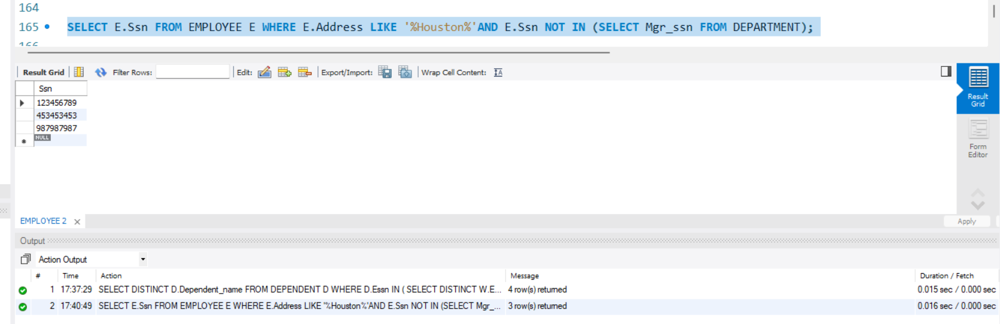 164
165 SELECT E.Ssn FROM EMPLOYEE E WHERE E.Address LIKE '%Houston%'AND E.Ssn NOT IN (SELECT Mgr_ssn FROM DEPARTMENT);
166
Result Grid Filter Rows: Edit: Export/Import: Wrap Cell Content: IA
Result Grid
Ssn
123456789
453453453
987987987
NULL
Form Editor
EMPLOYEE 2 Apply
Output
Action Output
# Time Action Message Duration / Fetch
1 17:37:29 SELECT DISTINCT D.Dependent_name FROM DEPENDENT D WHERE D.Essn IN ( SELECT DISTINCT W.E... 4 row(s) returned 0.015 sec / 0.000 sec
2 17:40:49 SELECT E.Ssn FROM EMPLOYEE E WHERE E.Address LIKE '%Houston%'AND E.Ssn NOT IN (SELECT Mgr_... 3 row(s) returned 0.016 sec / 0.000 sec